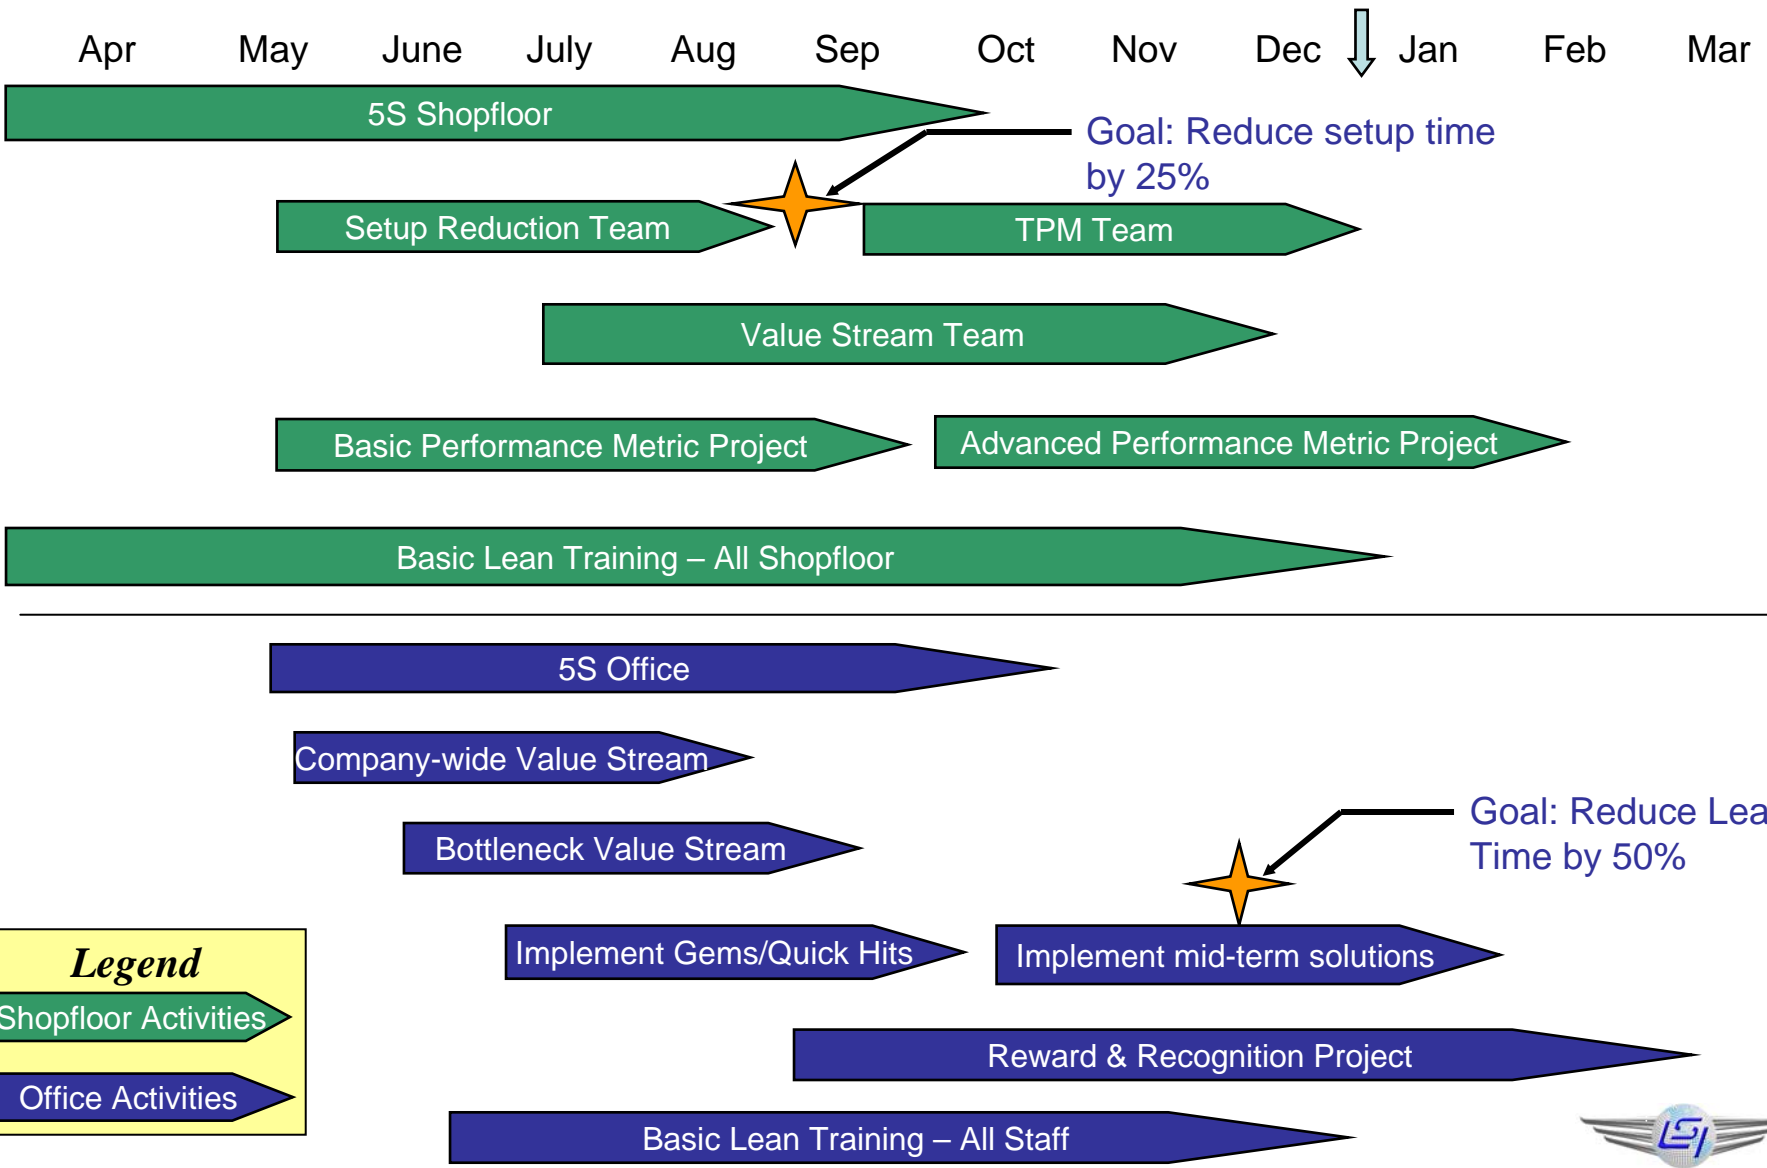 Apr May June July Aug Sep Oct Nov Dec Jan Feb Mar
5S Shopfloor
Goal: Reduce setup time
by 25%
Setup Reduction Team
TPM Team
Value Stream Team
Basic Performance Metric Project
Advanced Performance Metric Project
Basic Lean Training – All Shopfloor
5S Office
Company-wide Value Stream
Bottleneck Value Stream
Goal: Reduce Lea
Time by 50%
Implement Gems/Quick Hits
Implement mid-term solutions
Legend
Shopfloor Activities
Office Activities
Reward & Recognition Project
Basic Lean Training – All Staff
LSI